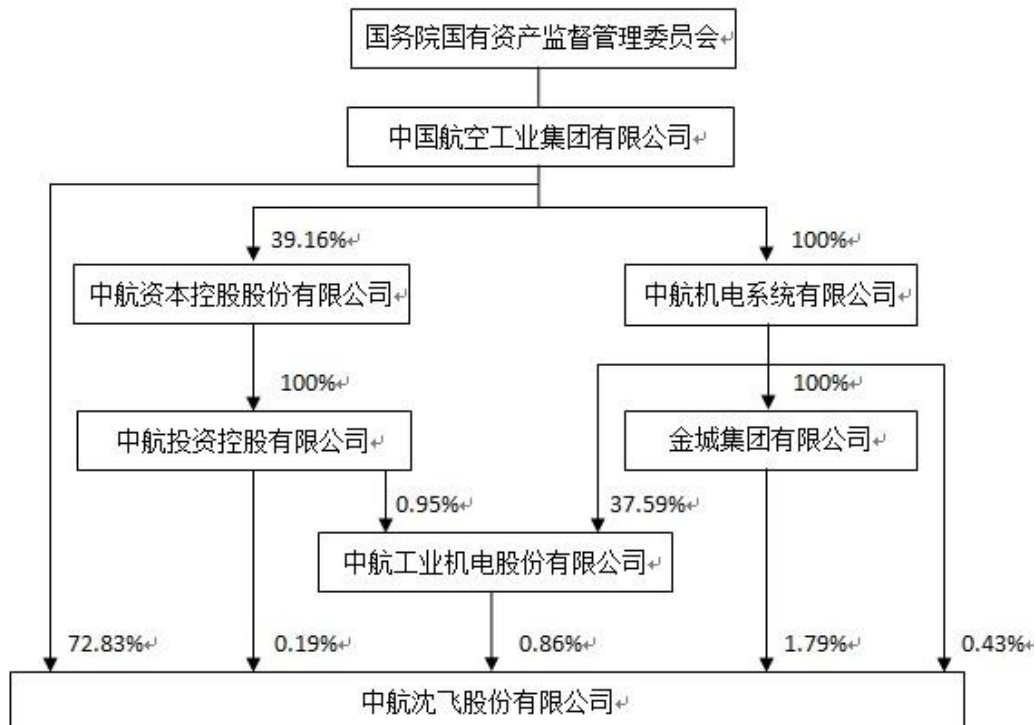 国务院国有资产监督管理委员会
中国航空工业集团有限公司
39.16%
100%
中航资本控股股份有限公司
中航机电系统有限公司
100%
100%
中航投资控股有限公司
金城集团有限公司
0.95%
37.59%
中航工业机电股份有限公司
72.83%
0.19%
0.86%
1.79%
0.43%
中航沈飞股份有限公司